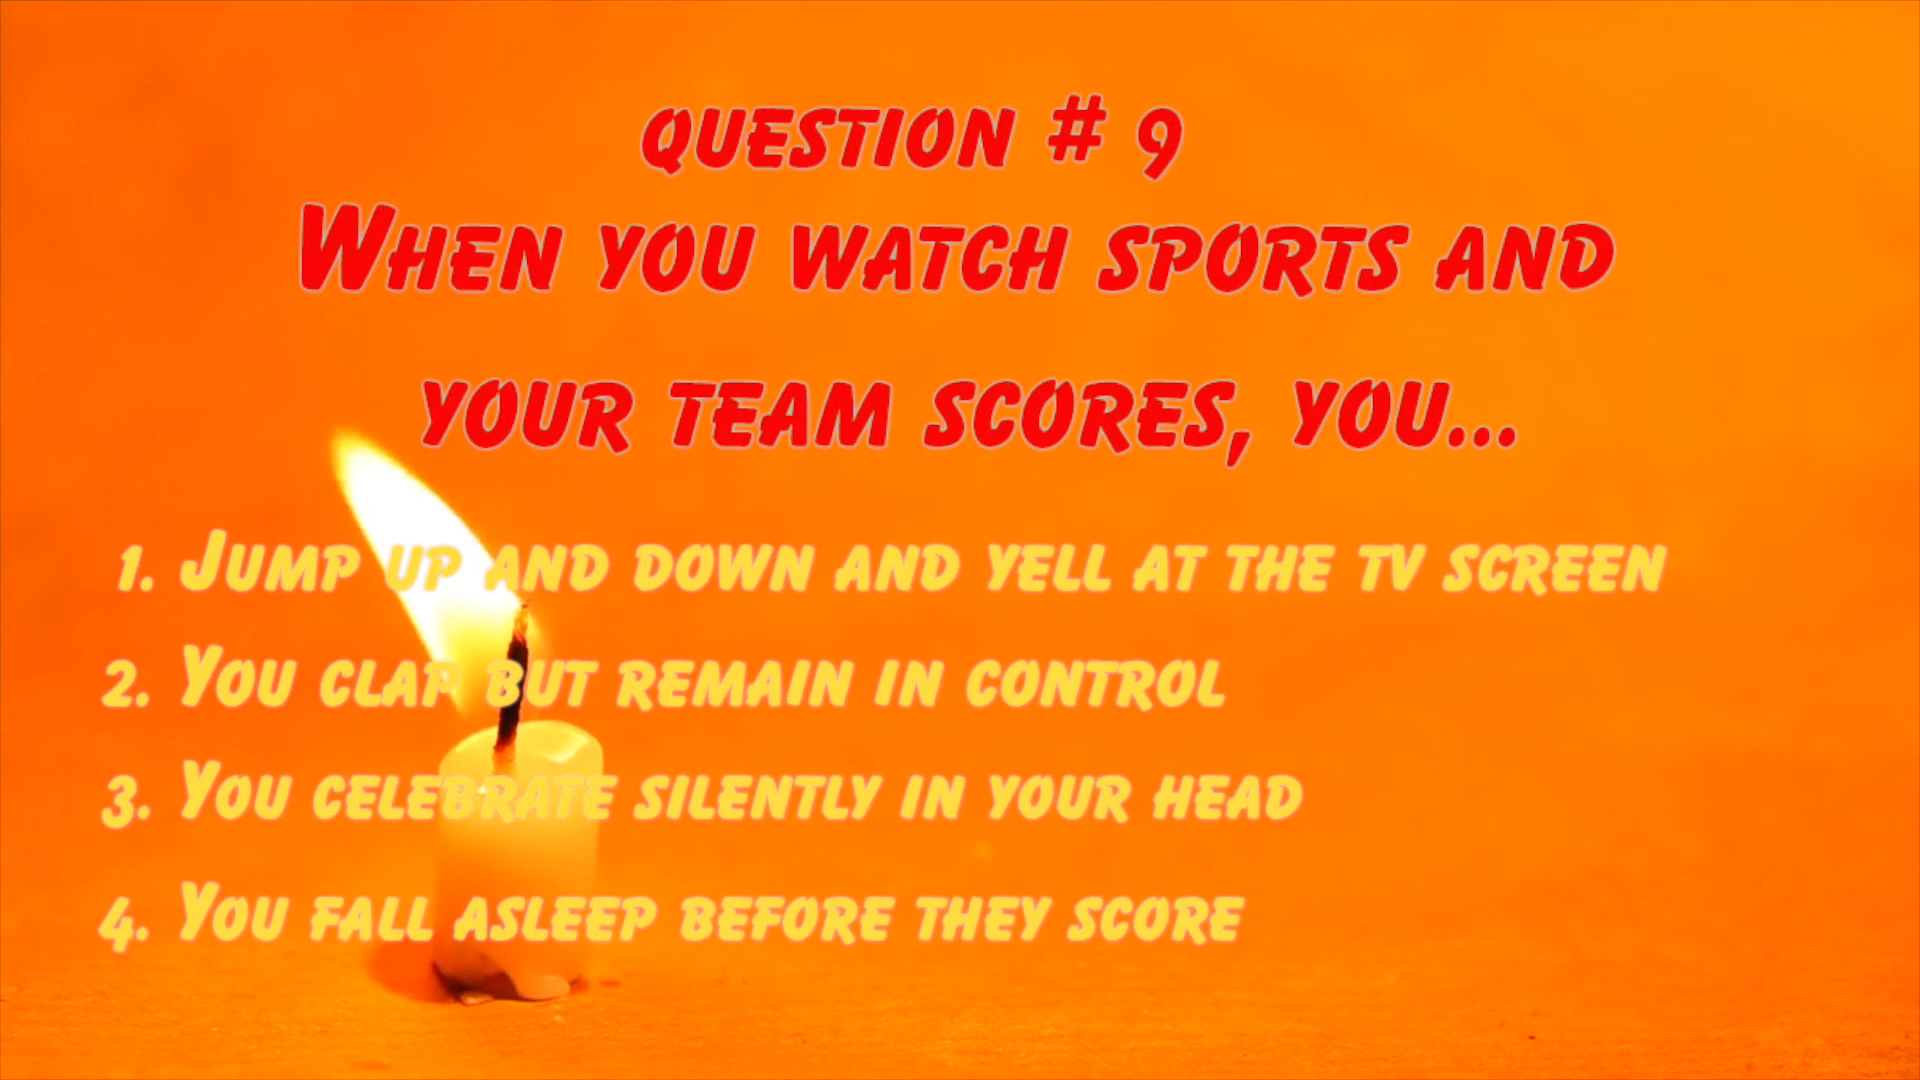 QUESTION # 9
WHEN YOU WATCH SPORTS AND
YOUR TEAM SCORES, YOU...
1. JUMP UP AND DOWN AND YELL AT THE TV SCREEN
2. YOU CLAP BUT REMAIN IN CONTROL
3. YOU CELEBRATE SILENTLY IN YOUR HEAD
4. YOU FALL ASLEEP BEFORE THEY SCORE